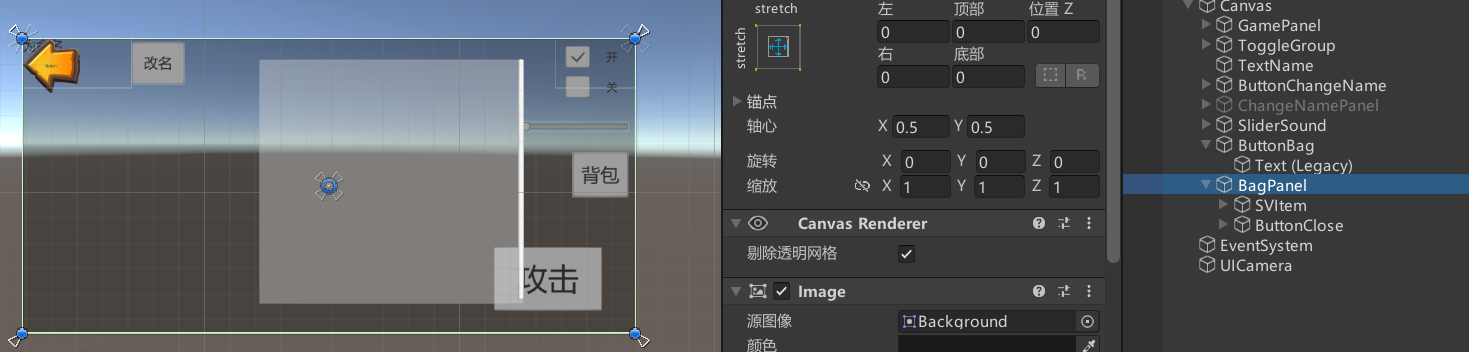 改名
开
关
背包
攻击
stretch
stretch
左
顶部
位置 Z
0
0
0
右
底部
0
0
R
锚点
轴心
X 0.5 Y 0.5
旋转
X 0 Y 0 Z 0
缩放
X 1 Y 1 Z 1
Canvas Renderer
剔除透明网格
Image
源图像
Background
颜色
Canvas
GamePanel
ToggleGroup
TextName
ButtonChangeName
ChangeNamePanel
SliderSound
ButtonBag
Text (Legacy)
BagPanel
SVItem
ButtonClose
EventSystem
UICamera